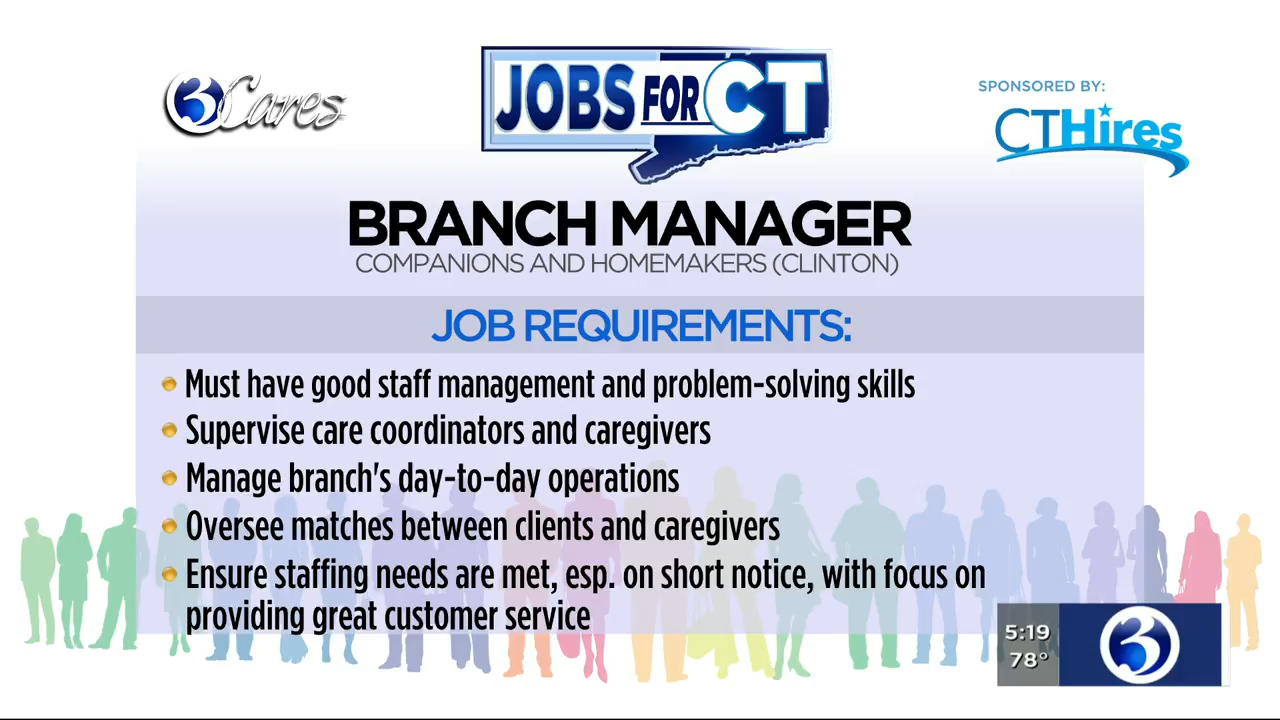 3 Cares
JOBS FOR CT
SPONSORED BY:
CTHires
BRANCH MANAGER
COMPANIONS AND HOMEMAKERS (CLINTON)
JOB REQUIREMENTS:
Must have good staff management and problem-solving skills
Supervise care coordinators and caregivers
Manage branch's day-to-day operations
Oversee matches between clients and caregivers
Ensure staffing needs are met, esp. on short notice, with focus on
providing great customer service
5:19
78°
3